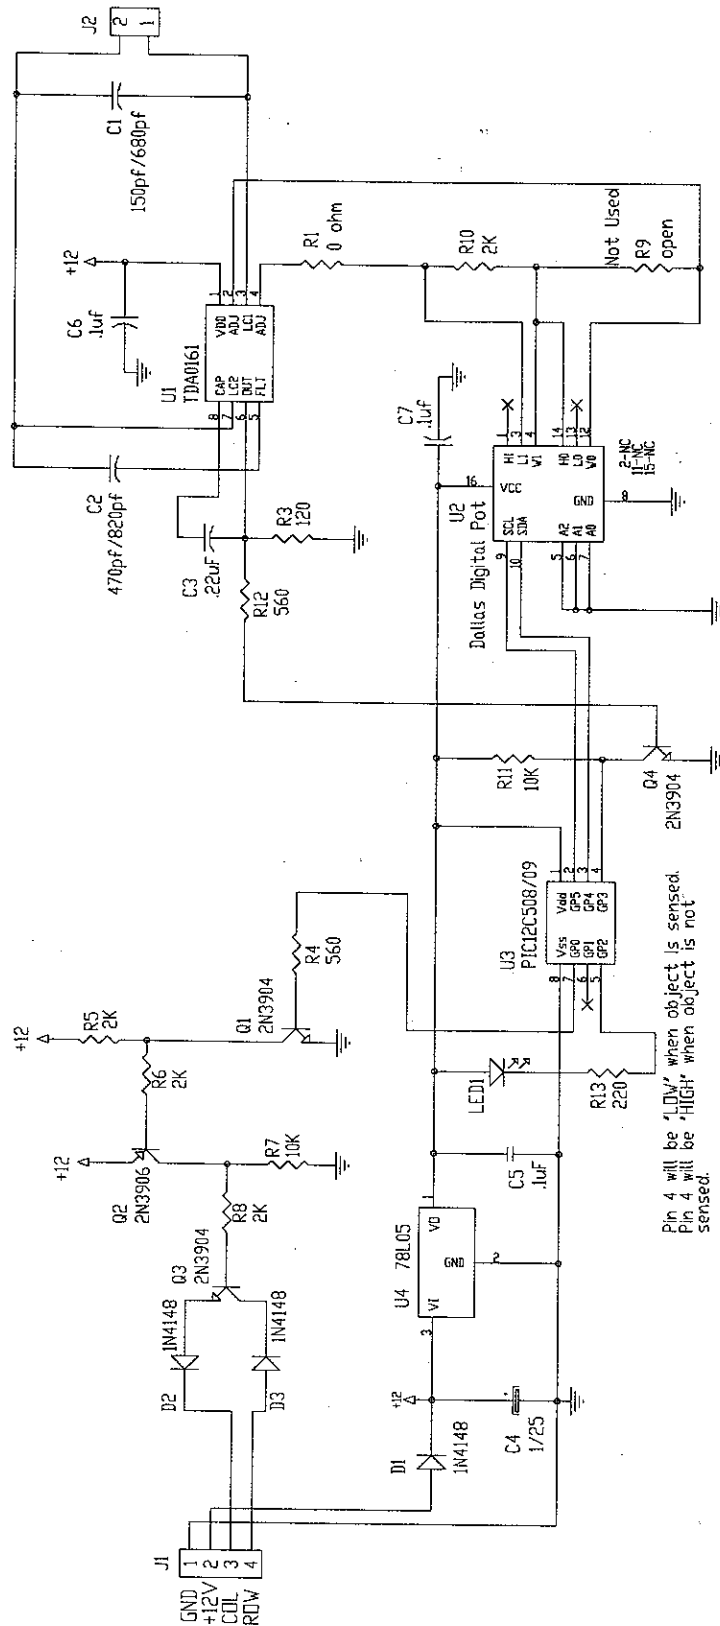 J2
2
1
C1
150pf/680pf
+12
C6
.1uf
U1
TDA0161
VDD
ADJ
LC1
ADJ
1
2
3
4
CAP
LC2
OUT
FLT
8
7
6
5
C2
470pf/820pf
C3
.22uF
R3
120
R12
560
R1
0 ohm
R10
2K
Not Used
R9
open
C7
.1uf
U2
Dallas Digital Pot
VCC
16
HI
L1
W1
H0
L0
W0
1
3
4
14
13
12
SCL
SDA
9
10
A2
A1
A0
5
6
7
GND
8
2-NC
11-NC
15-NC
R11
10K
Q4
2N3904
U3
PIC12C508/09
Vdd
GP5
GP4
GP3
1
2
3
4
Vss
GP0
GP1
GP2
8
7
6
5
Pin 4 will be "LOW" when object is sensed.
Pin 4 will be "HIGH" when object is not
sensed.
R4
560
Q1
2N3904
+12
R5
2K
R6
2K
+12
Q2
2N3906
R7
10K
R8
2K
Q3
2N3904
1N4148
D2
1N4148
D3
LED1
R13
220
C5
.1uF
U4
78L05
VI
VO
GND
3
1
2
+12
D1
1N4148
C4
1/25
J1
1
2
3
4
GND
+12V
COL
ROW